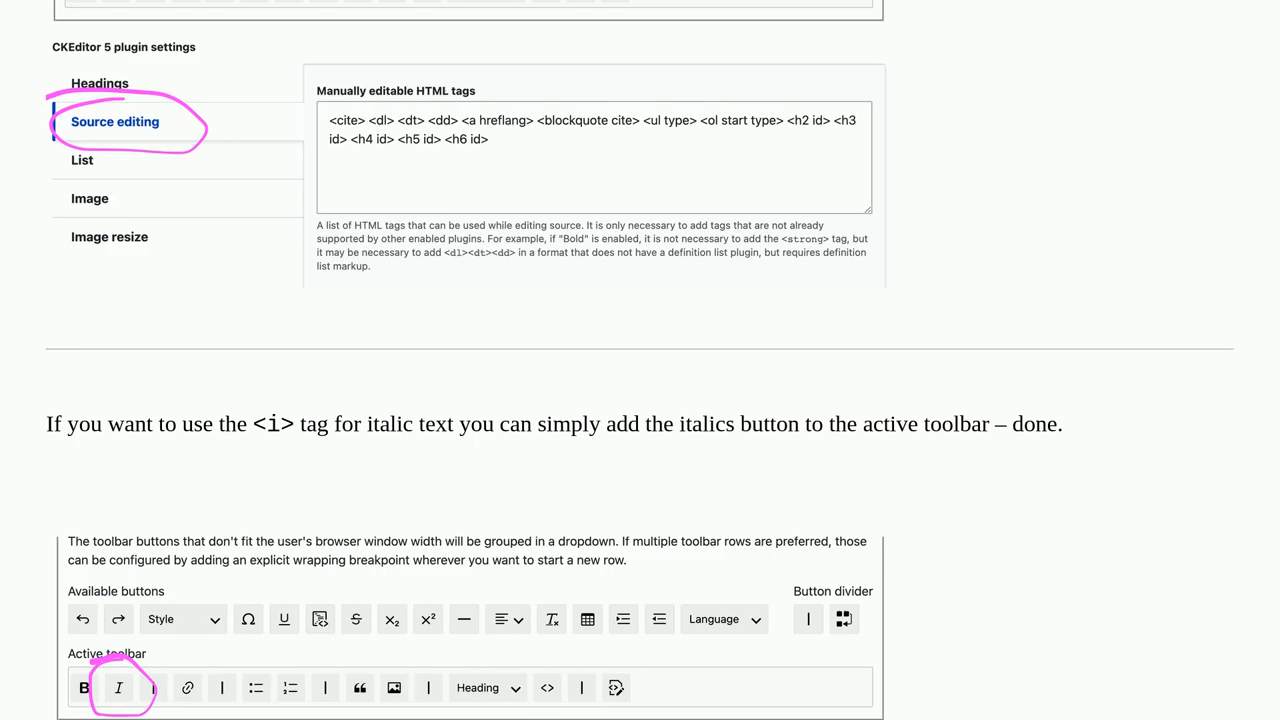 CKEditor 5 plugin settings
Headings
Source editing
List
Image
Image resize
Manually editable HTML tags
<cite> <dl> <dt> <dd> <a hreflang> <blockquote cite> <ul type> <ol start type> <h2 id> <h3
id> <h4 id> <h5 id> <h6 id>
A list of HTML tags that can be used while editing source. It is only necessary to add tags that are not already
supported by other enabled plugins. For example, if "Bold" is enabled, it is not necessary to add the <strong> tag, but
it may be necessary to add <dl><dt><dd> in a format that does not have a definition list plugin, but requires definition
list markup.
If you want to use the <i> tag for italic text you can simply add the italics button to the active toolbar – done.
The toolbar buttons that don't fit the user's browser window width will be grouped in a dropdown. If multiple toolbar rows are preferred, those
can be configured by adding an explicit wrapping breakpoint wherever you want to start a new row.
Available buttons
Button divider
Style
Language
Active toolbar
B I
Heading